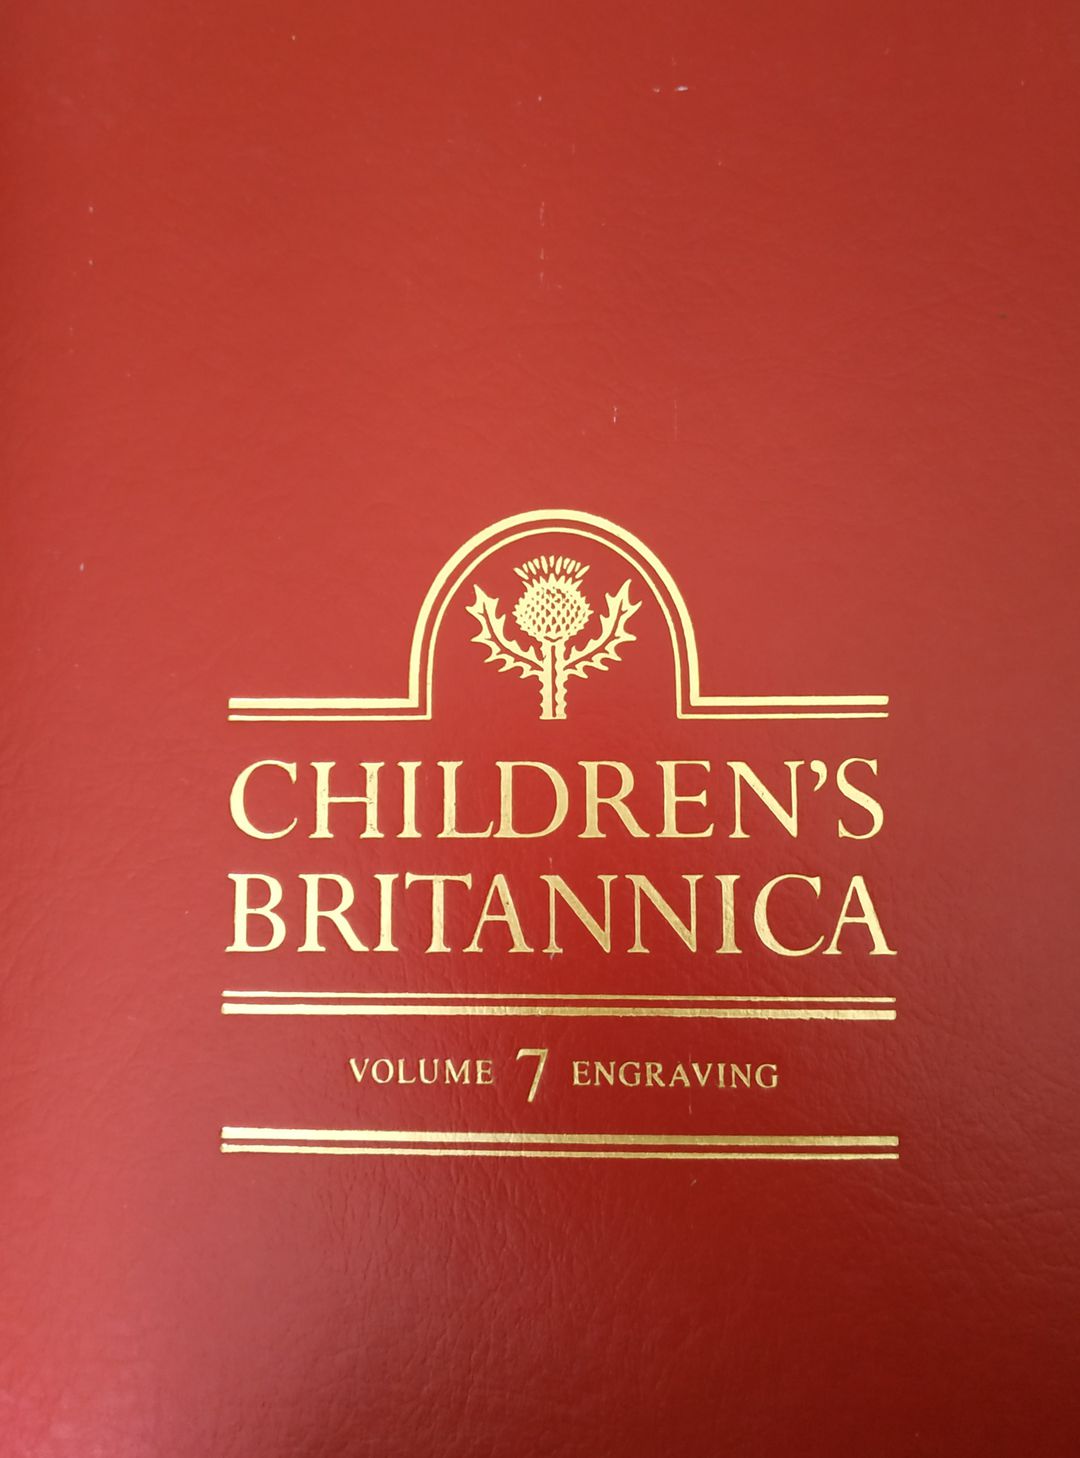 CHILDREN'S
BRITANNICA
VOLUME 7 ENGRAVING